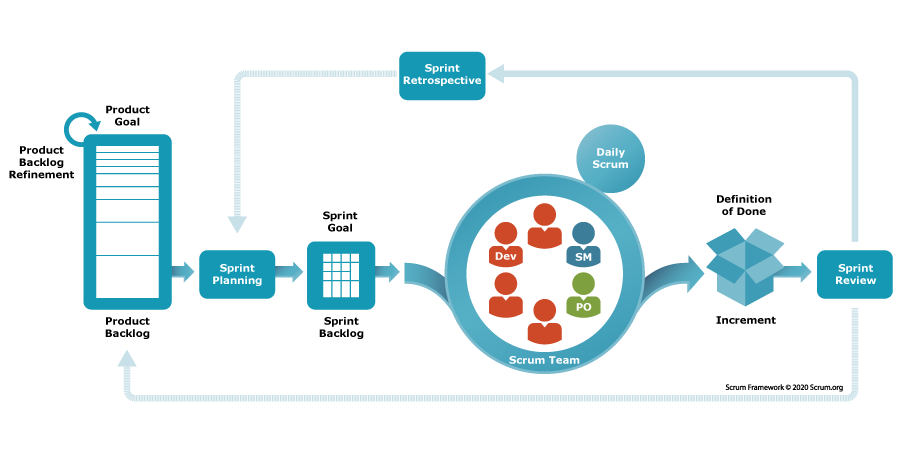 Sprint
Retrospective
Product
Goal
Product
Backlog
Refinement
Daily
Scrum
Definition
of Done
Sprint
Goal
Dev
SM
Sprint
Planning
Sprint
Review
PO
Product
Backlog
Sprint
Backlog
Increment
Scrum Team
Scrum Framework © 2020 Scrum.org